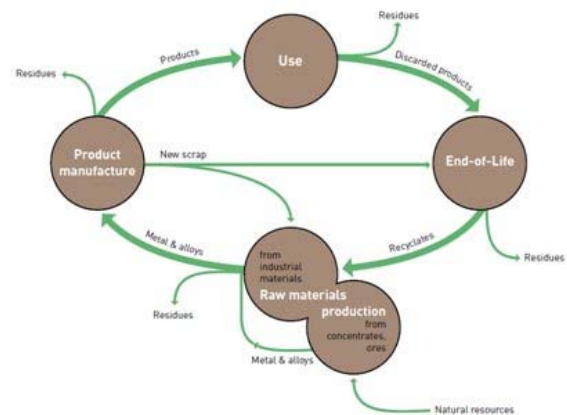 Residues
Products
Use
Residues
Discarded products
Product
manufacture
New scrap
End-of-Life
Metal & alloys
from
industrial
materials
Raw materials
production
from
concentrates,
ores
Recyclates
Residues
Residues
Metal & alloys
Natural resources